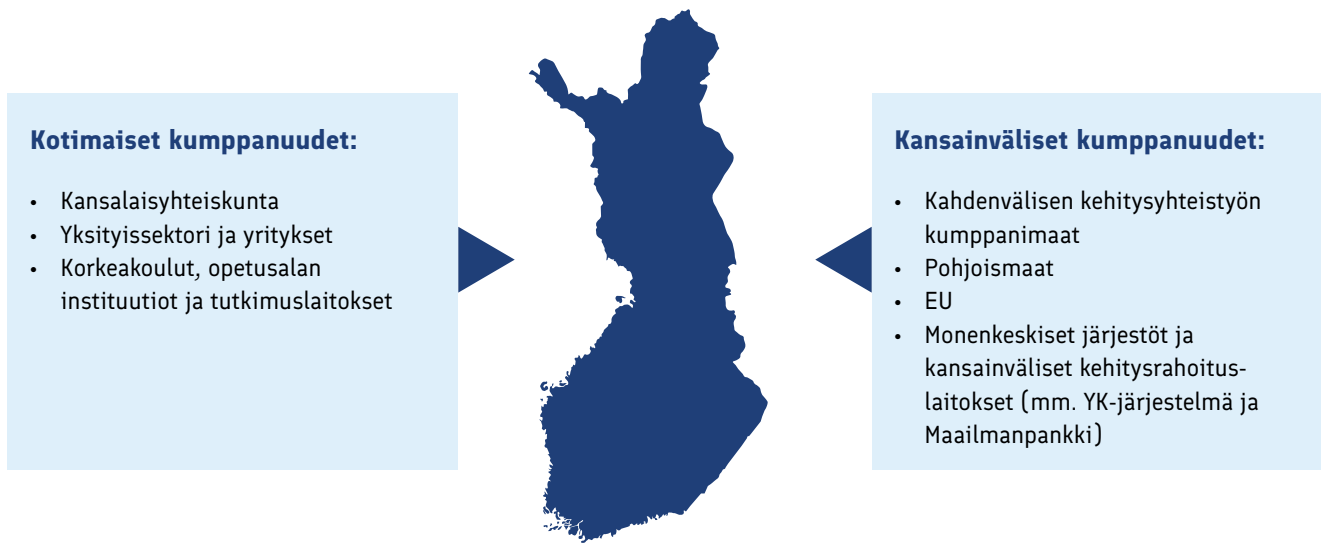 Kotimaiset kumppanuudet:
• Kansalaisyhteiskunta
• Yksityissektori ja yritykset
• Korkeakoulut, opetusalan
instituutiot ja tutkimuslaitokset
Kansainväliset kumppanuudet:
• Kahdenvälisen kehitysyhteistyön
kumppanimaat
• Pohjoismaat
• EU
• Monenkeskiset järjestöt ja
kansainväliset kehitysrahoitus-
laitokset (mm. YK-järjestelmä ja
Maailmanpankki)